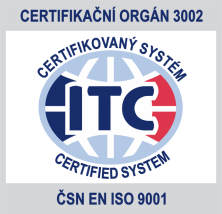 CERTIFIKAČNÍ ORGÁN 3002
CERTIFIKOVANÝ SYSTÉM
ITC
CERTIFIED SYSTEM
ČSN EN ISO 9001